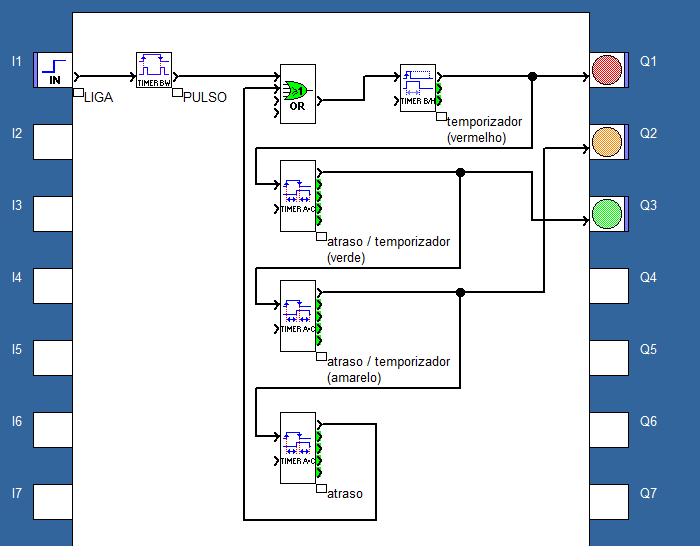 I1
IN
LIGA
TIMER BW
PULSO
≥1
OR
TIMER B/H
temporizador
(vermelho)
Q1
I2
Q2
I3
TIMER A•C
atraso / temporizador
(verde)
Q3
I4
TIMER A•C
Q4
I5
atraso / temporizador
(amarelo)
Q5
I6
TIMER A•C
Q6
I7
atraso
Q7